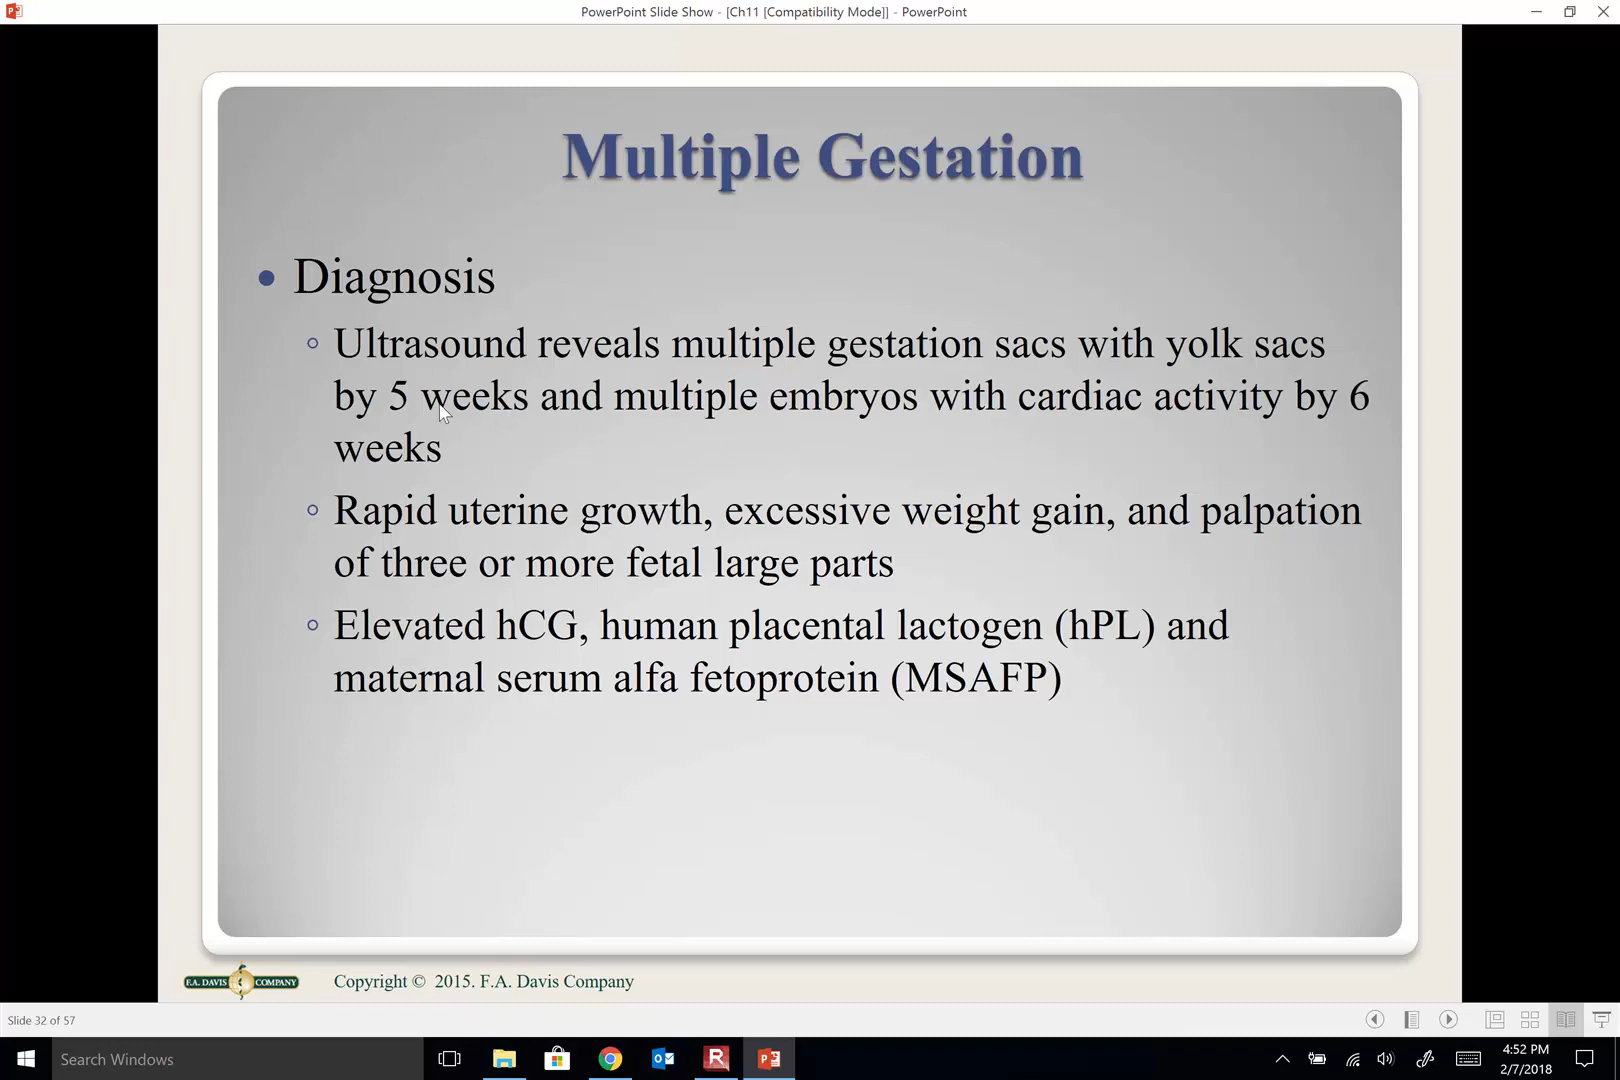 PowerPoint Slide Show - [Ch11 [Compatibility Mode]] - PowerPoint
Multiple Gestation
Diagnosis
Ultrasound reveals multiple gestation sacs with yolk sacs
by 5 weeks and multiple embryos with cardiac activity by 6
weeks
Rapid uterine growth, excessive weight gain, and palpation
of three or more fetal large parts
Elevated hCG, human placental lactogen (hPL) and
maternal serum alfa fetoprotein (MSAFP)
F.A. DAVIS COMPANY
Copyright © 2015. F.A. Davis Company
Slide 32 of 57
Search Windows
4:52 PM
2/7/2018